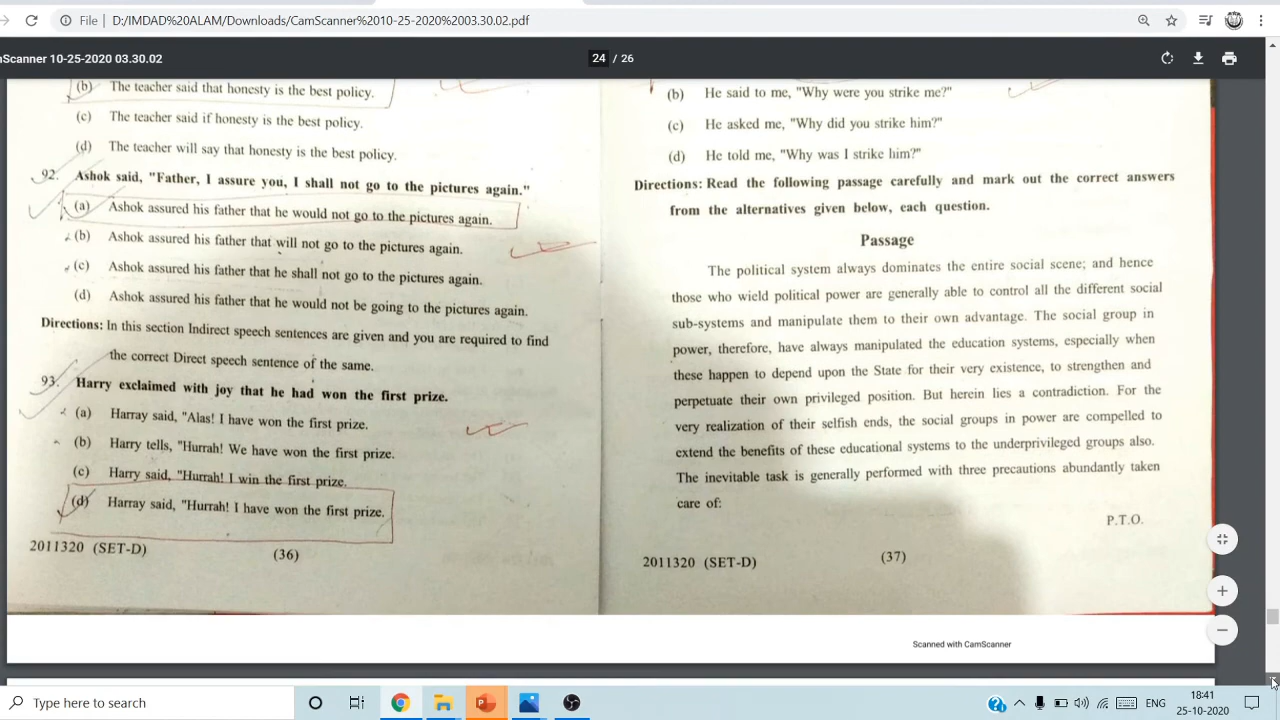 File
D:/IMDAD%20ALAM/Downloads/CamScanner%2010-25-2020%2003.30.02.pdf
Scanner 10-25-2020 03.30.02
24 / 26
(b) The teacher said that honesty is the best policy.
(c) The teacher said if honesty is the best policy.
(d) The teacher will say that honesty is the best policy.
92. Ashok said, "Father, I assure you, I shall not go to the pictures again."
(a) Ashok assured his father that he would not go to the pictures again.
(b) Ashok assured his father that will not go to the pictures again.
(c) Ashok assured his father that he shall not go to the pictures again.
(d) Ashok assured his father that he would not be going to the pictures again.
Directions: In this section Indirect speech sentences are given and you are required to find
the correct Direct speech sentence of the same.
93. Harry exclaimed with joy that he had won the first prize.
(a) Harray said, "Alas! I have won the first prize.
(b) Harry tells, "Hurrah! We have won the first prize.
(c) Harry said, "Hurrah! I win the first prize.
(d) Harray said, "Hurrah! I have won the first prize.
2011320 (SET-D) (36)
(b) He said to me, "Why were you strike me?"
(c) He asked me, "Why did you strike him?"
(d) He told me, "Why was I strike him?"
Directions: Read the following passage carefully and mark out the correct answers
from the alternatives given below, each question.
Passage
The political system always dominates the entire social scene; and hence
those who wield political power are generally able to control all the different social
sub-systems and manipulate them to their own advantage. The social group in
power, therefore, have always manipulated the education systems, especially when
these happen to depend upon the State for their very existence, to strengthen and
perpetuate their own privileged position. But herein lies a contradiction. For the
very realization of their selfish ends, the social groups in power are compelled to
extend the benefits of these educational systems to the underprivileged groups also.
The inevitable task is generally performed with three precautions abundantly taken
care of:
P.T.O.
2011320 (SET-D) (37)
Scanned with CamScanner
Type here to search
ENG
18:41
25-10-2020